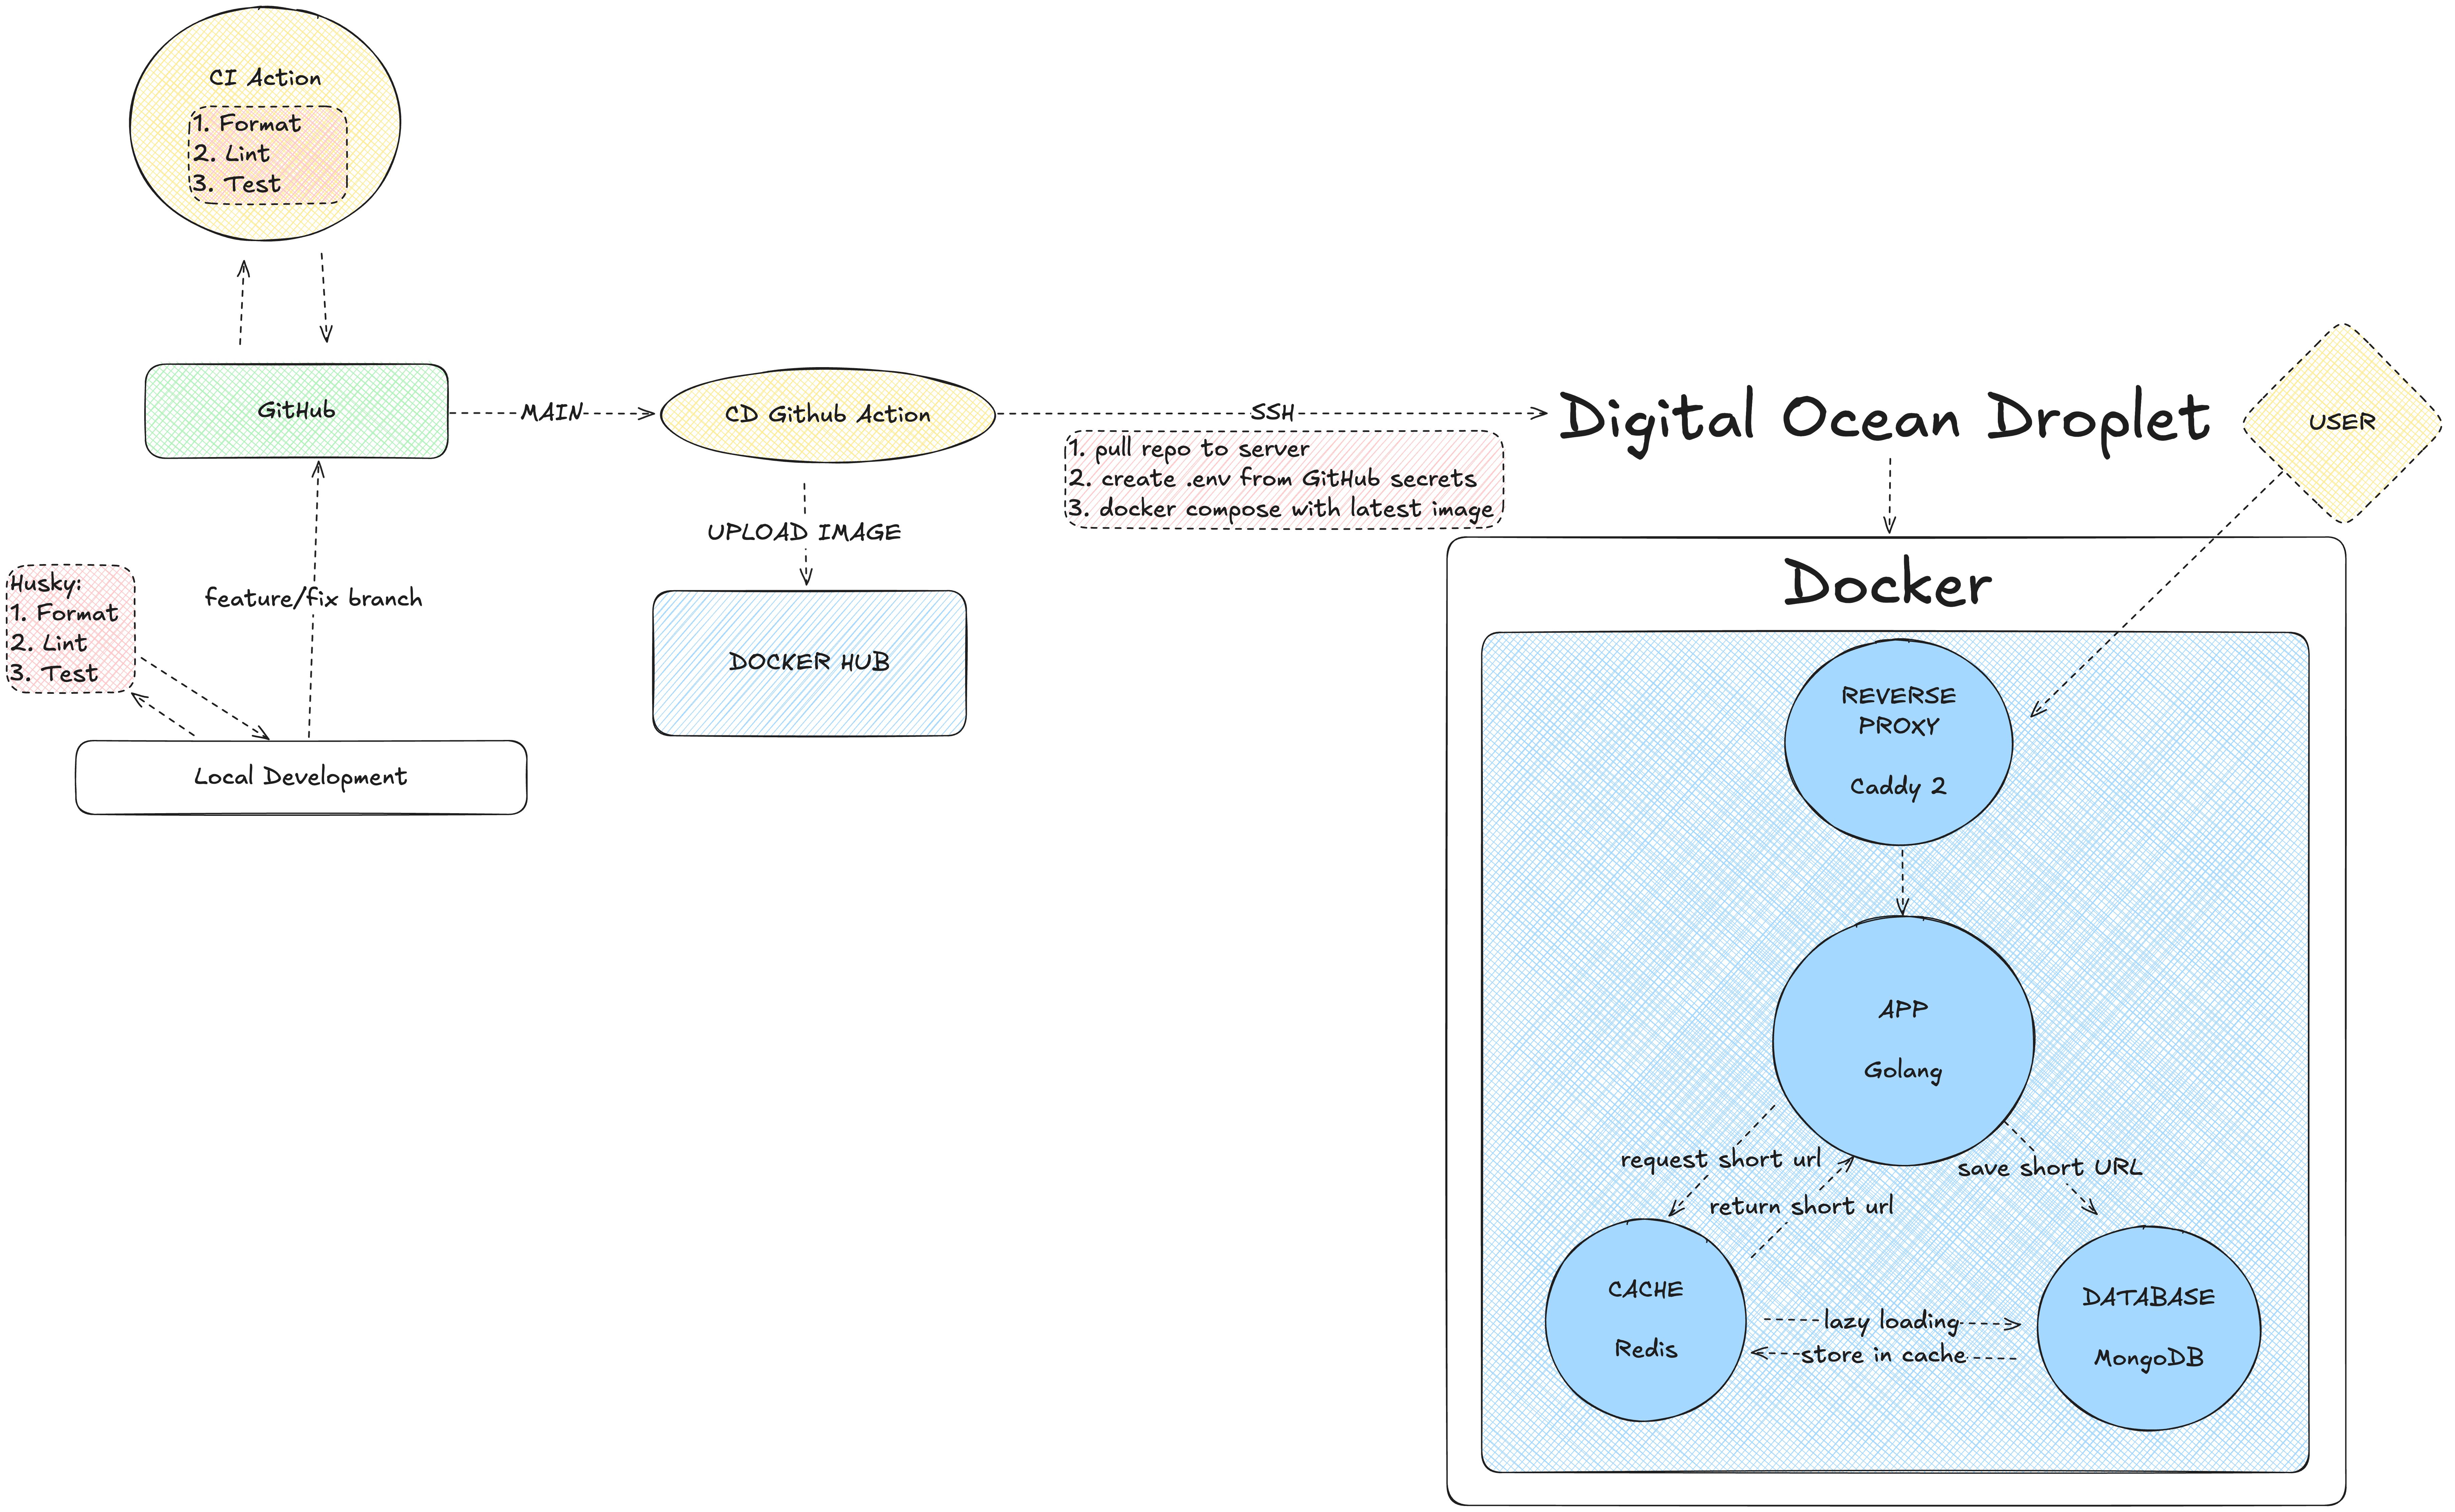 CI Action
1. Format
2. Lint
3. Test
GitHub
MAIN
CD Github Action
SSH
1. pull repo to server
2. create .env from GitHub secrets
3. docker compose with latest image
Digital Ocean Droplet
USER
UPLOAD IMAGE
DOCKER HUB
feature/fix branch
Husky:
1. Format
2. Lint
3. Test
Local Development
Docker
REVERSE
PROXY
Caddy 2
APP
Golang
request short url
return short url
save short URL
CACHE
Redis
lazy loading
store in cache
DATABASE
MongoDB